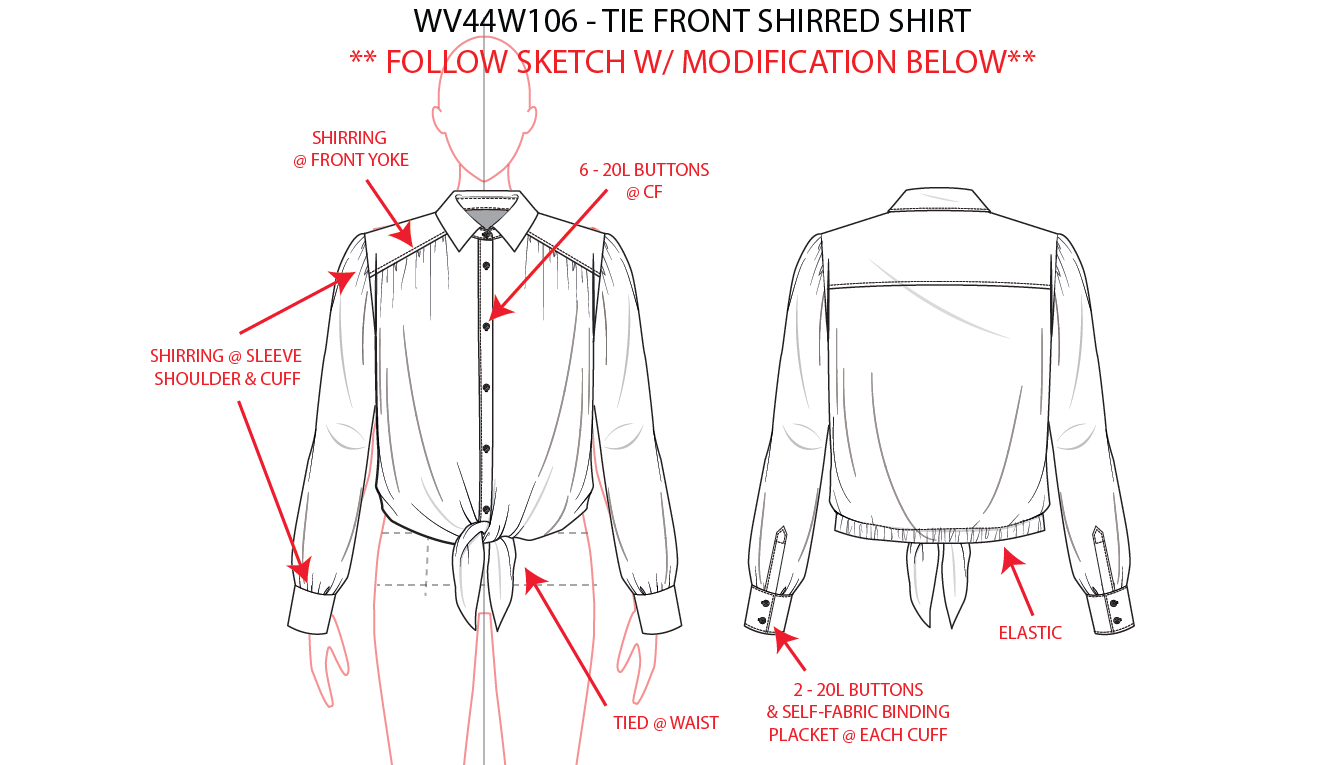 WV44W106 - TIE FRONT SHIRRED SHIRT
** FOLLOW SKETCH W/ MODIFICATION BELOW**
SHIRRING
@ FRONT YOKE
6 - 20L BUTTONS
@ CF
SHIRRING @ SLEEVE
SHOULDER & CUFF
ELASTIC
TIED @ WAIST
2 - 20L BUTTONS
& SELF-FABRIC BINDING
PLACKET @ EACH CUFF